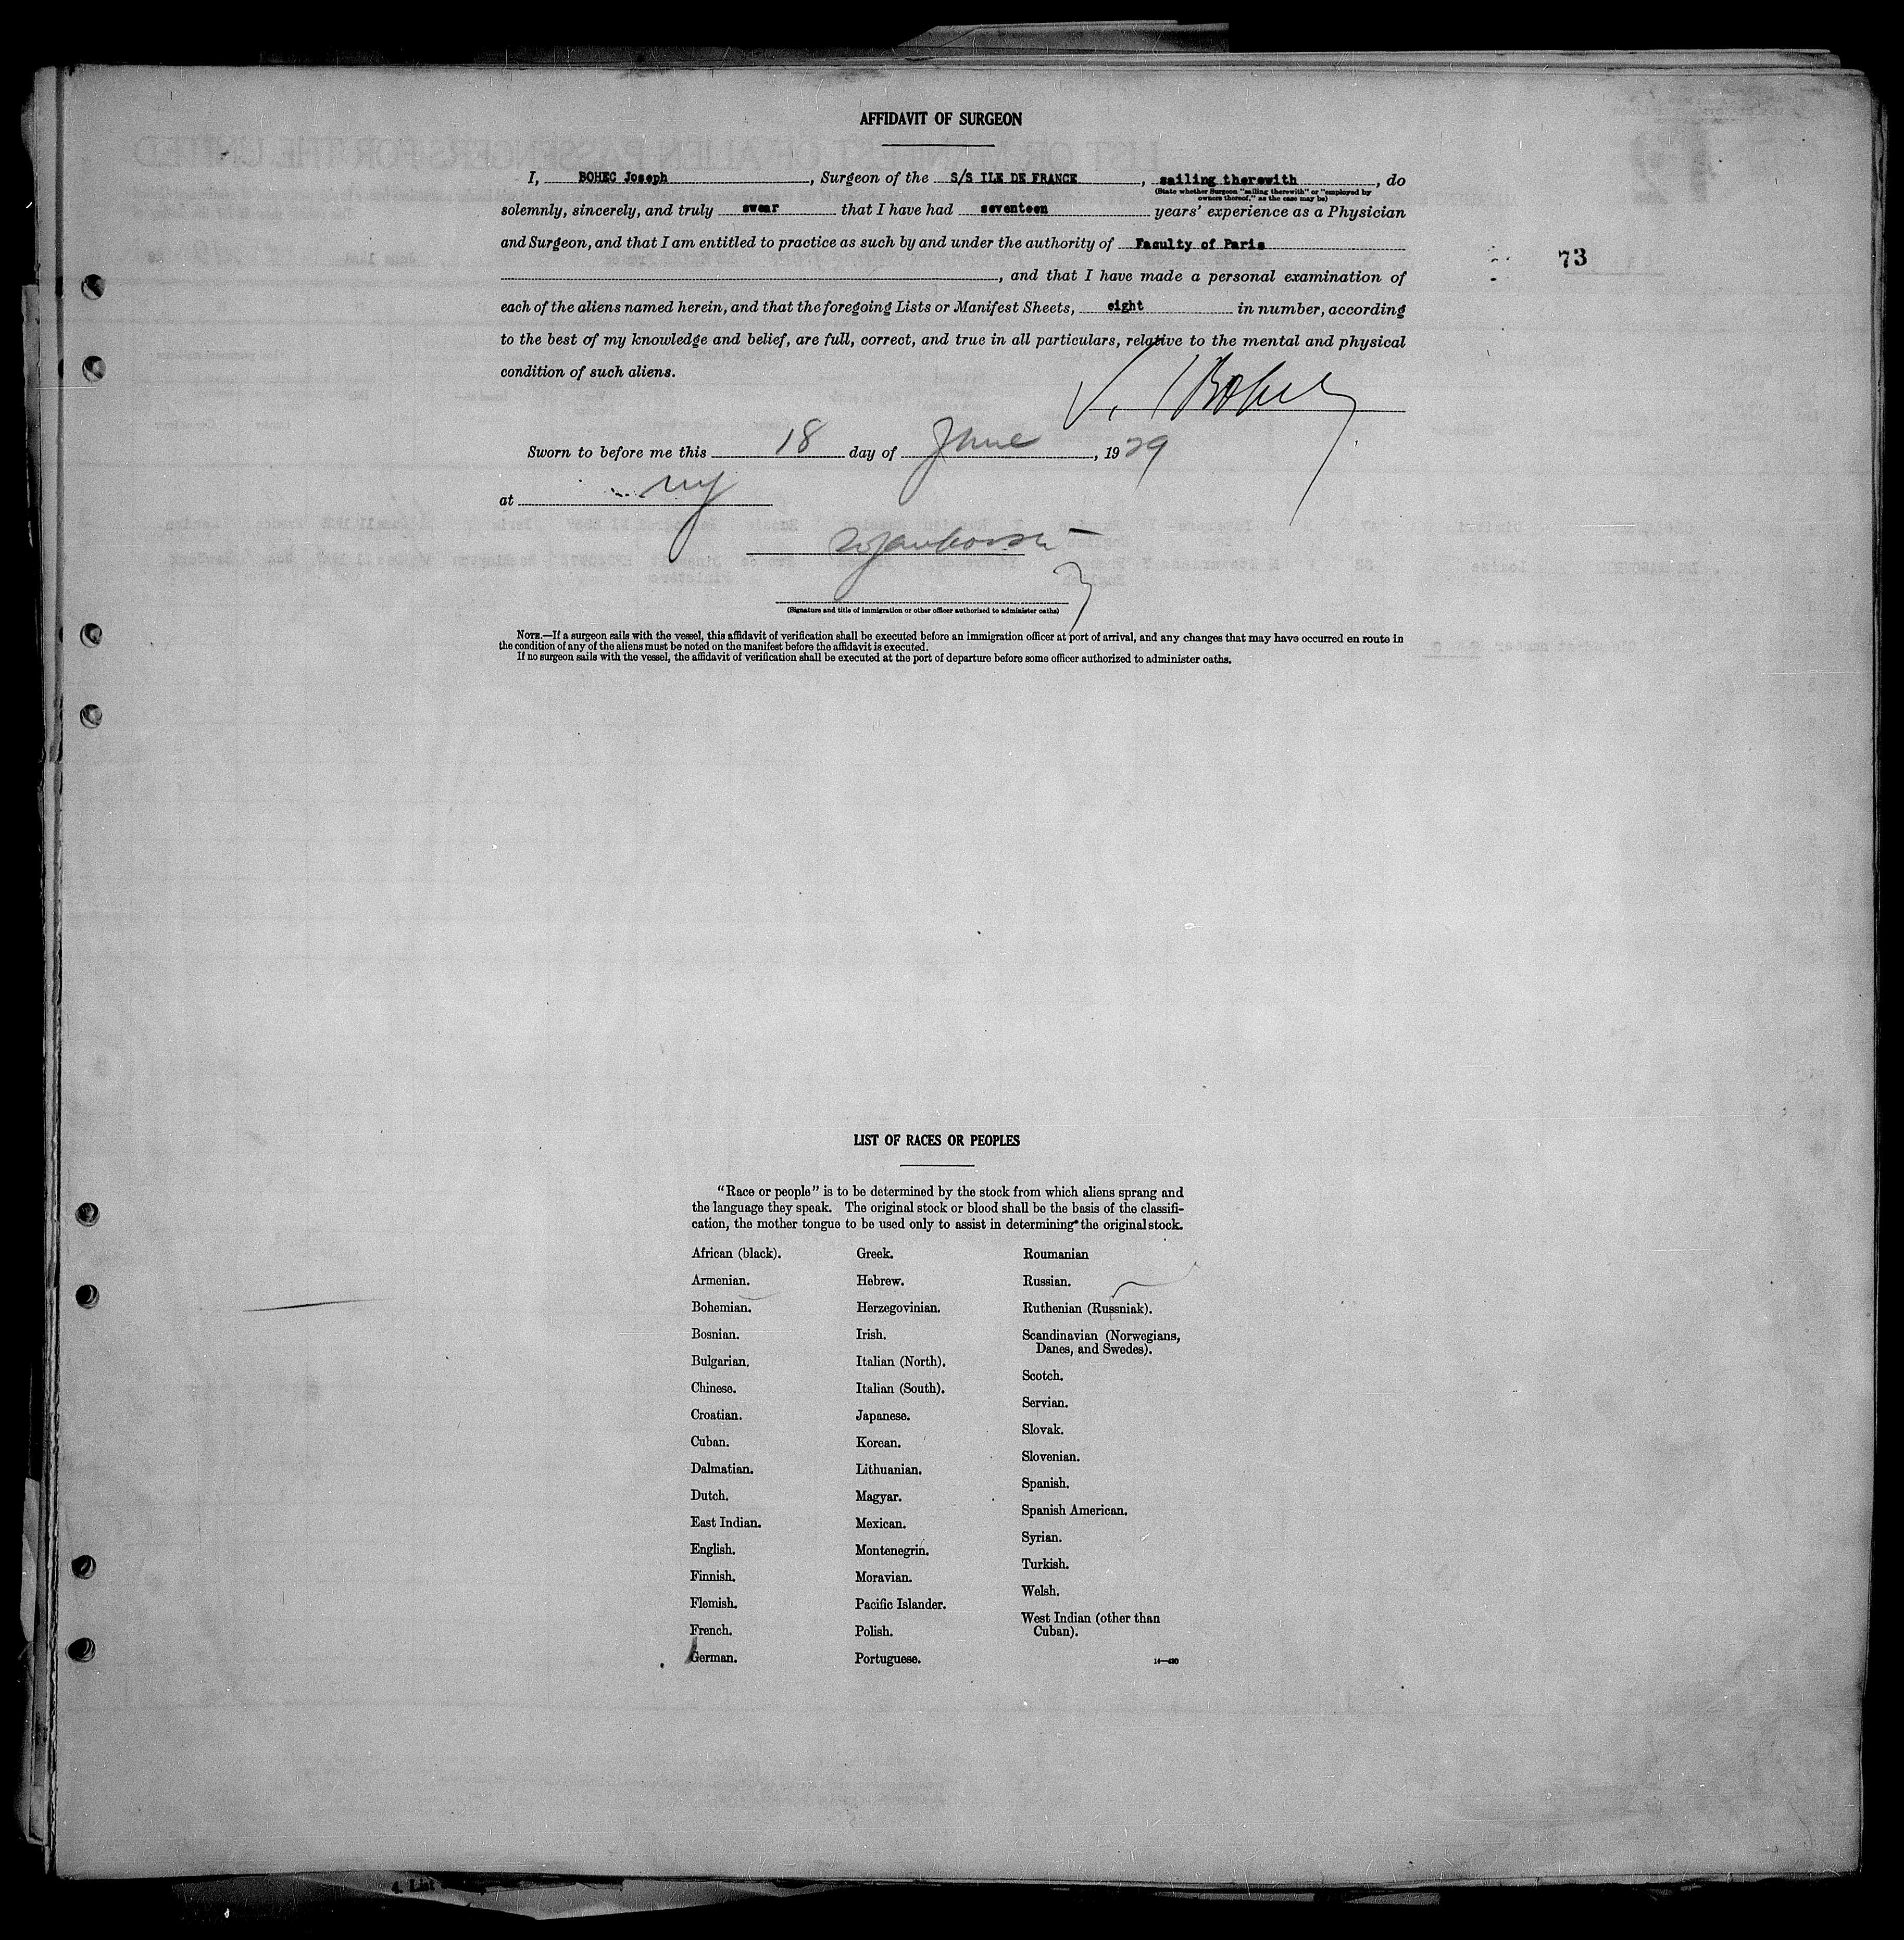 AFFIDAVIT OF SURGEON
I, BOHEC Joseph, Surgeon of the S/S ILE DE FRANCE, sailing therewith, do
(State whether Surgeon "sailing therewith" or "employed by
owners thereof," as the case may be)
solemnly, sincerely, and truly swear that I have had seventeen years' experience as a Physician
and Surgeon, and that I am entitled to practice as such by and under the authority of Faculty of Paris
73
, and that I have made a personal examination of
each of the aliens named herein, and that the foregoing Lists or Manifest Sheets, eight in number, according
to the best of my knowledge and belief, are full, correct, and true in all particulars, relative to the mental and physical
condition of such aliens.
Sworn to before me this 18 day of June, 1929
at NY
(Signature and title of immigration or other officer authorized to administer oaths)
NOTE.—If a surgeon sails with the vessel, this affidavit of verification shall be executed before an immigration officer at port of arrival, and any changes that may have occurred en route in
the condition of any of the aliens must be noted on the manifest before the affidavit is executed.
If no surgeon sails with the vessel, the affidavit of verification shall be executed at the port of departure before some officer authorized to administer oaths.
LIST OF RACES OR PEOPLES
"Race or people" is to be determined by the stock from which aliens sprang and
the language they speak. The original stock or blood shall be the basis of the classifi-
cation, the mother tongue to be used only to assist in determining the original stock.
African (black).
Armenian.
Bohemian.
Bosnian.
Bulgarian.
Chinese.
Croatian.
Cuban.
Dalmatian.
Dutch.
East Indian.
English.
Finnish.
Flemish.
French.
German.
Greek.
Hebrew.
Herzegovinian.
Irish.
Italian (North).
Italian (South).
Japanese.
Korean.
Lithuanian.
Magyar.
Mexican.
Montenegrin.
Moravian.
Pacific Islander.
Polish.
Portuguese.
Roumanian
Russian.
Ruthenian (Russniak).
Scandinavian (Norwegians,
Danes, and Swedes).
Scotch.
Servian.
Slovak.
Slovenian.
Spanish.
Spanish American.
Syrian.
Turkish.
Welsh.
West Indian (other than
Cuban).